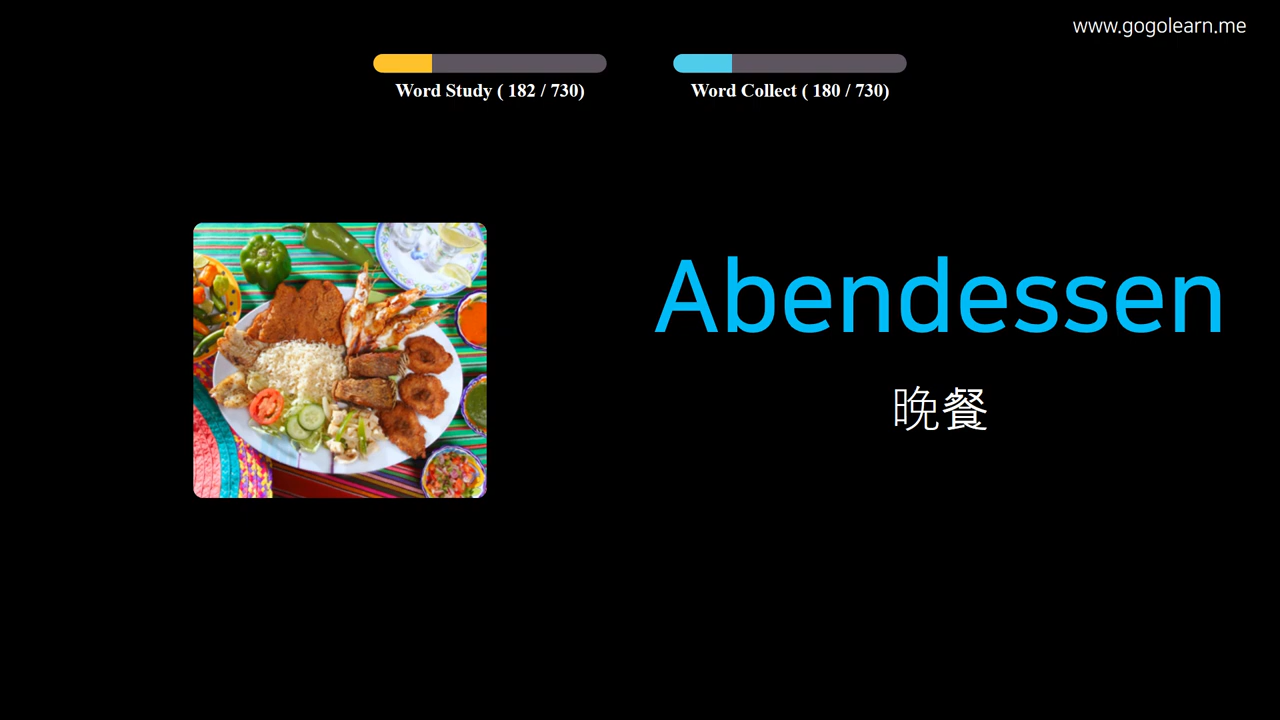 www.gogolearn.me
Word Study ( 182 / 730)
Word Collect ( 180 / 730)
Abendessen
晚餐